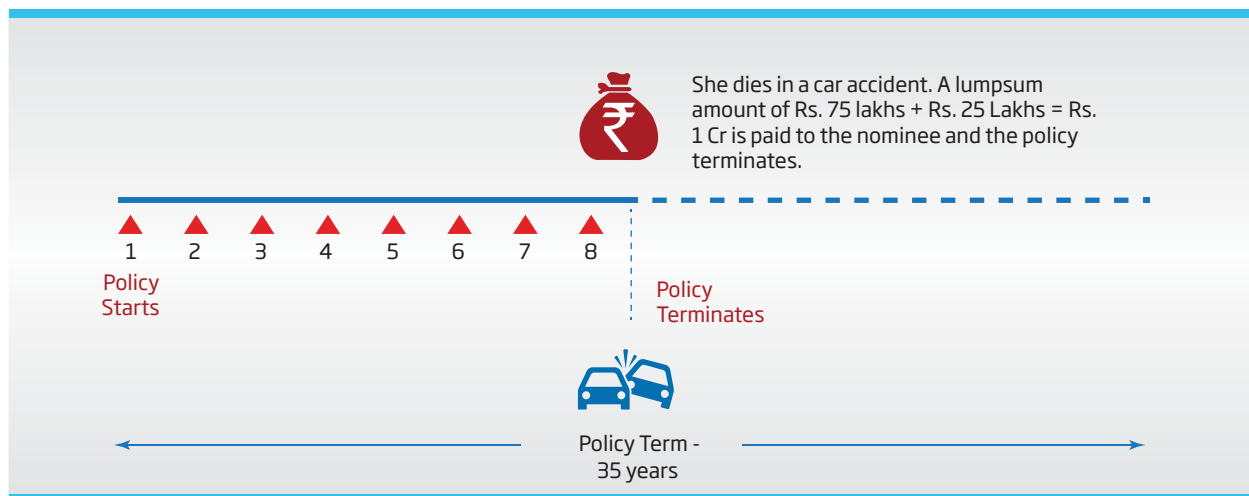 She dies in a car accident. A lumpsum
amount of Rs. 75 lakhs + Rs. 25 Lakhs = Rs.
1 Cr is paid to the nominee and the policy
terminates.
₹
1 2 3 4 5 6 7 8
Policy
Starts
Policy
Terminates
Policy Term -
35 years